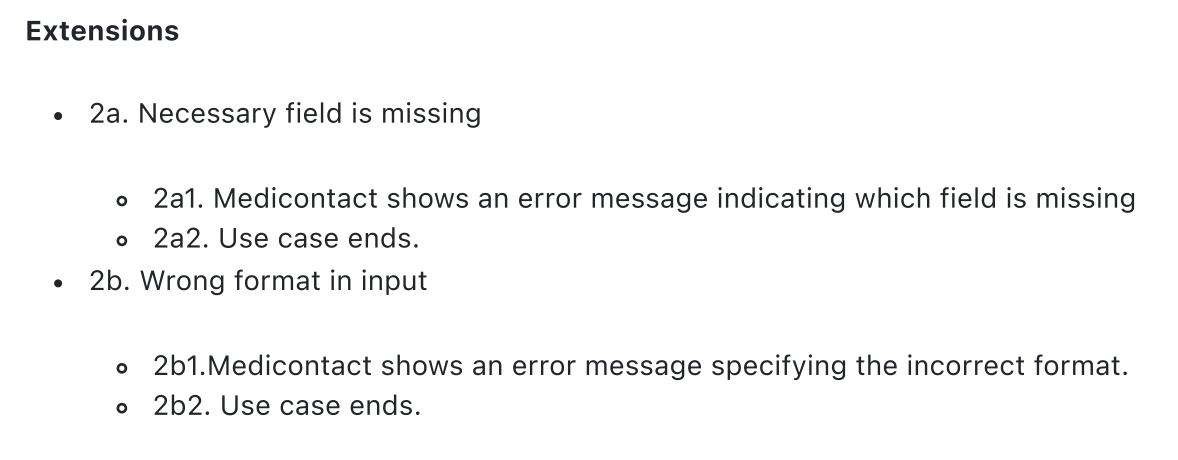 Extensions
2a. Necessary field is missing
2a1. Medicontact shows an error message indicating which field is missing
2a2. Use case ends.
2b. Wrong format in input
2b1.Medicontact shows an error message specifying the incorrect format.
2b2. Use case ends.